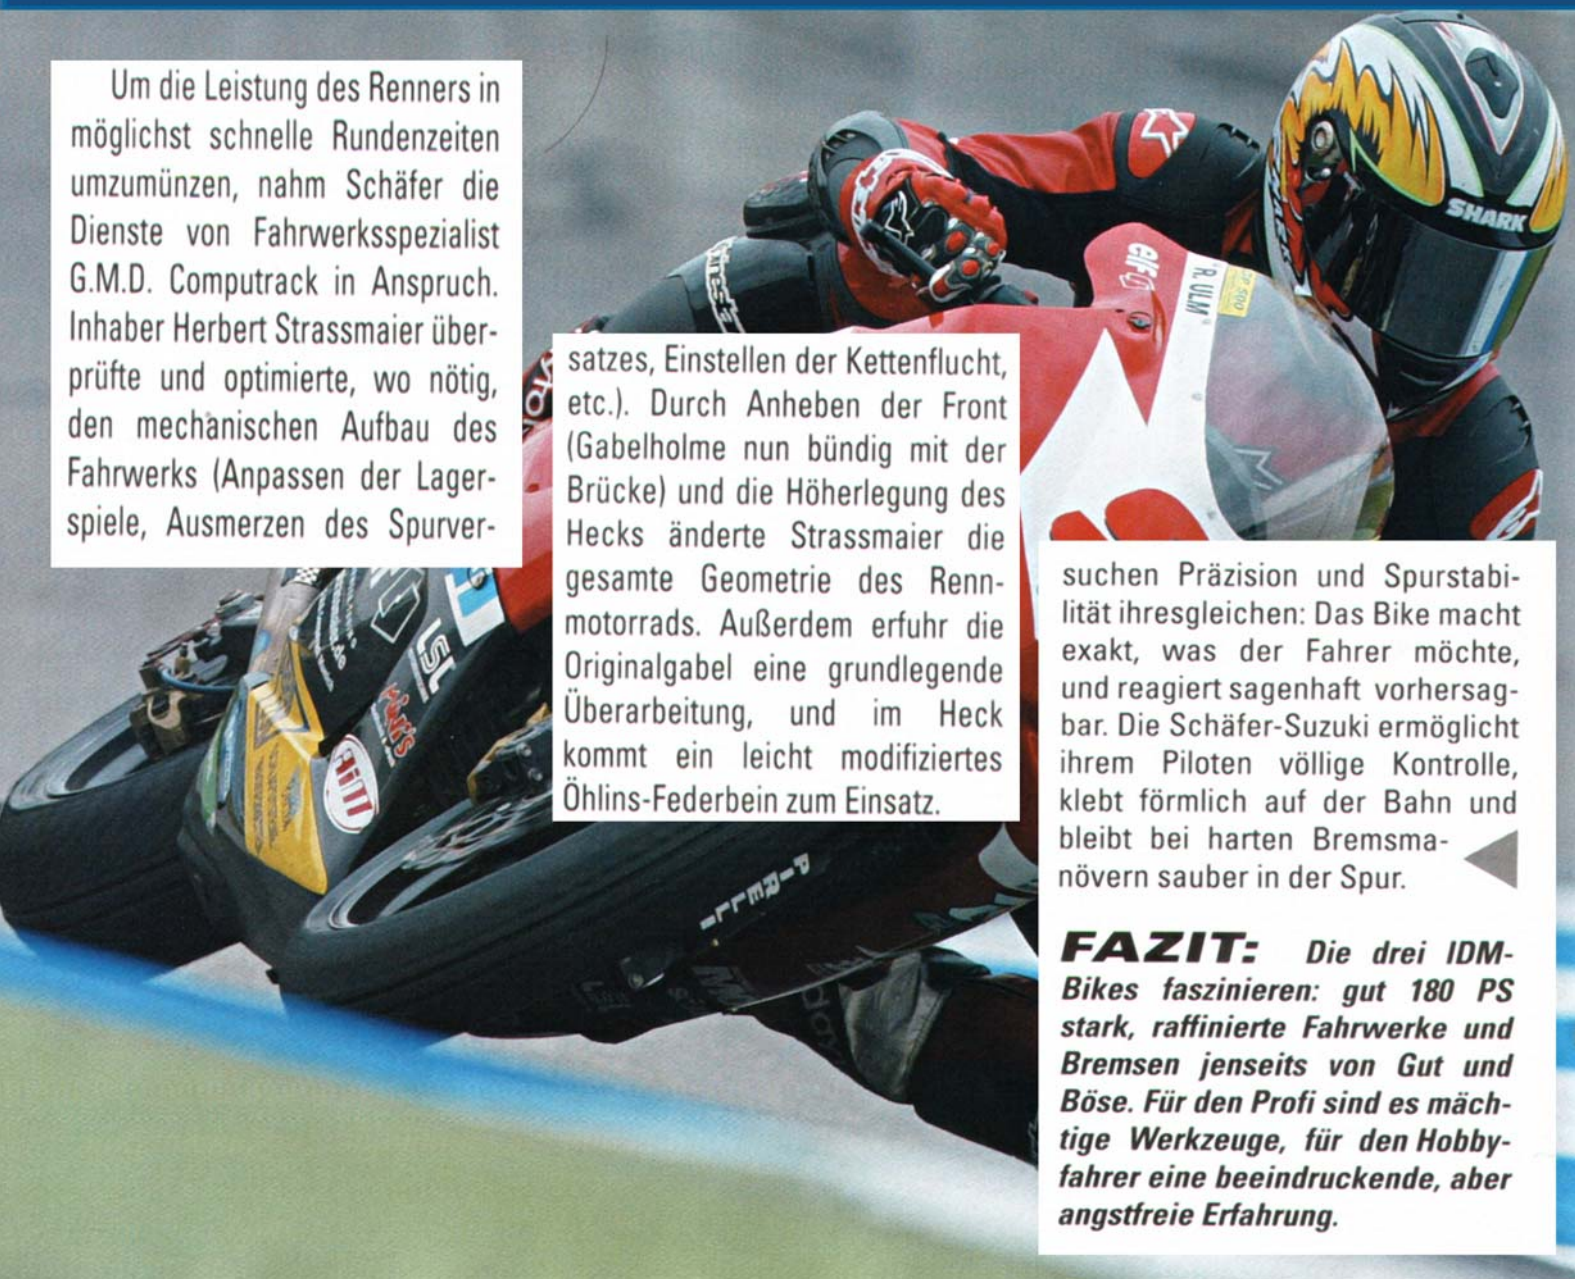 Um die Leistung des Renners in
möglichst schnelle Rundenzeiten
umzumünzen, nahm Schäfer die
Dienste von Fahrwerksspezialist
G.M.D. Computrack in Anspruch.
Inhaber Herbert Strassmaier über-
prüfte und optimierte, wo nötig,
den mechanischen Aufbau des
Fahrwerks (Anpassen der Lager-
spiele, Ausmerzen des Spurver-
satzes, Einstellen der Kettenflucht,
etc.). Durch Anheben der Front
(Gabelholme nun bündig mit der
Brücke) und die Höherlegung des
Hecks änderte Strassmaier die
gesamte Geometrie des Renn-
motorrads. Außerdem erfuhr die
Originalgabel eine grundlegende
Überarbeitung, und im Heck
kommt ein leicht modifiziertes
Öhlins-Federbein zum Einsatz.
suchen Präzision und Spurstabi-
lität ihresgleichen: Das Bike macht
exakt, was der Fahrer möchte,
und reagiert sagenhaft vorhersag-
bar. Die Schäfer-Suzuki ermöglicht
ihrem Piloten völlige Kontrolle,
klebt förmlich auf der Bahn und
bleibt bei harten Bremsma-
növern sauber in der Spur.
FAZIT: Die drei IDM-
Bikes faszinieren: gut 180 PS
stark, raffinierte Fahrwerke und
Bremsen jenseits von Gut und
Böse. Für den Profi sind es mäch-
tige Werkzeuge, für den Hobby-
fahrer eine beeindruckende, aber
angstfreie Erfahrung.
SHARK
elf
R. ULM
LSL
PIRELLI